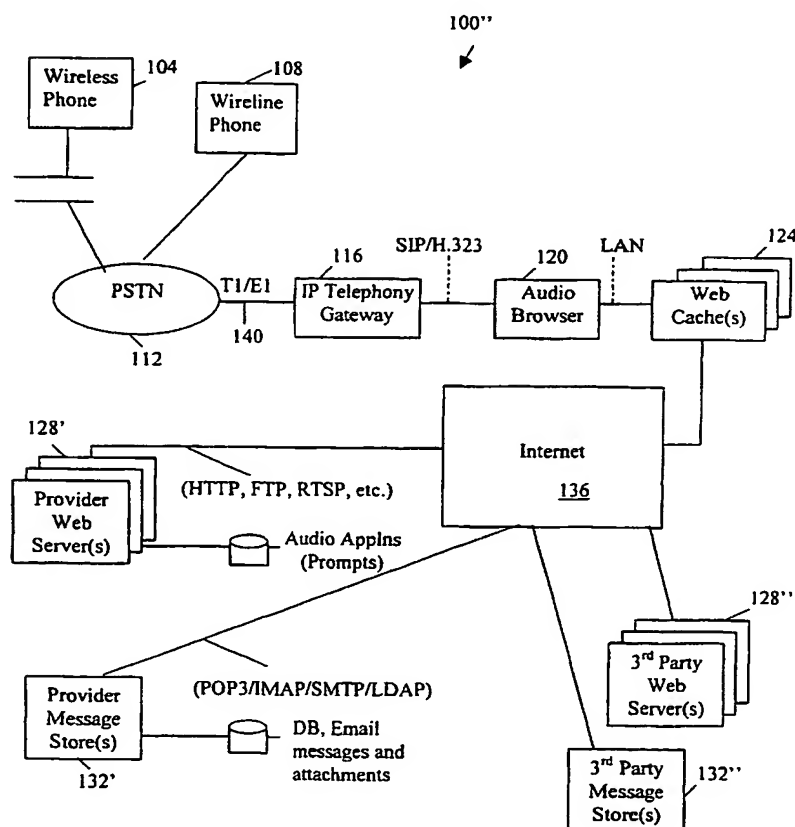 100''
Wireless
Phone
104
108
Wireline
Phone
PSTN
112
T1/E1
140
116
IP Telephony
Gateway
SIP/H.323
120
Audio
Browser
LAN
124
Web
Cache(s)
Internet
136
128'
Provider
Web
Server(s)
(HTTP, FTP, RTSP, etc.)
Audio Applns
(Prompts)
128''
3rd Party
Web
Server(s)
Provider
Message
Store(s)
132'
(POP3/IMAP/SMTP/LDAP)
DB, Email
messages and
attachments
3rd Party
Message
Store(s)
132''